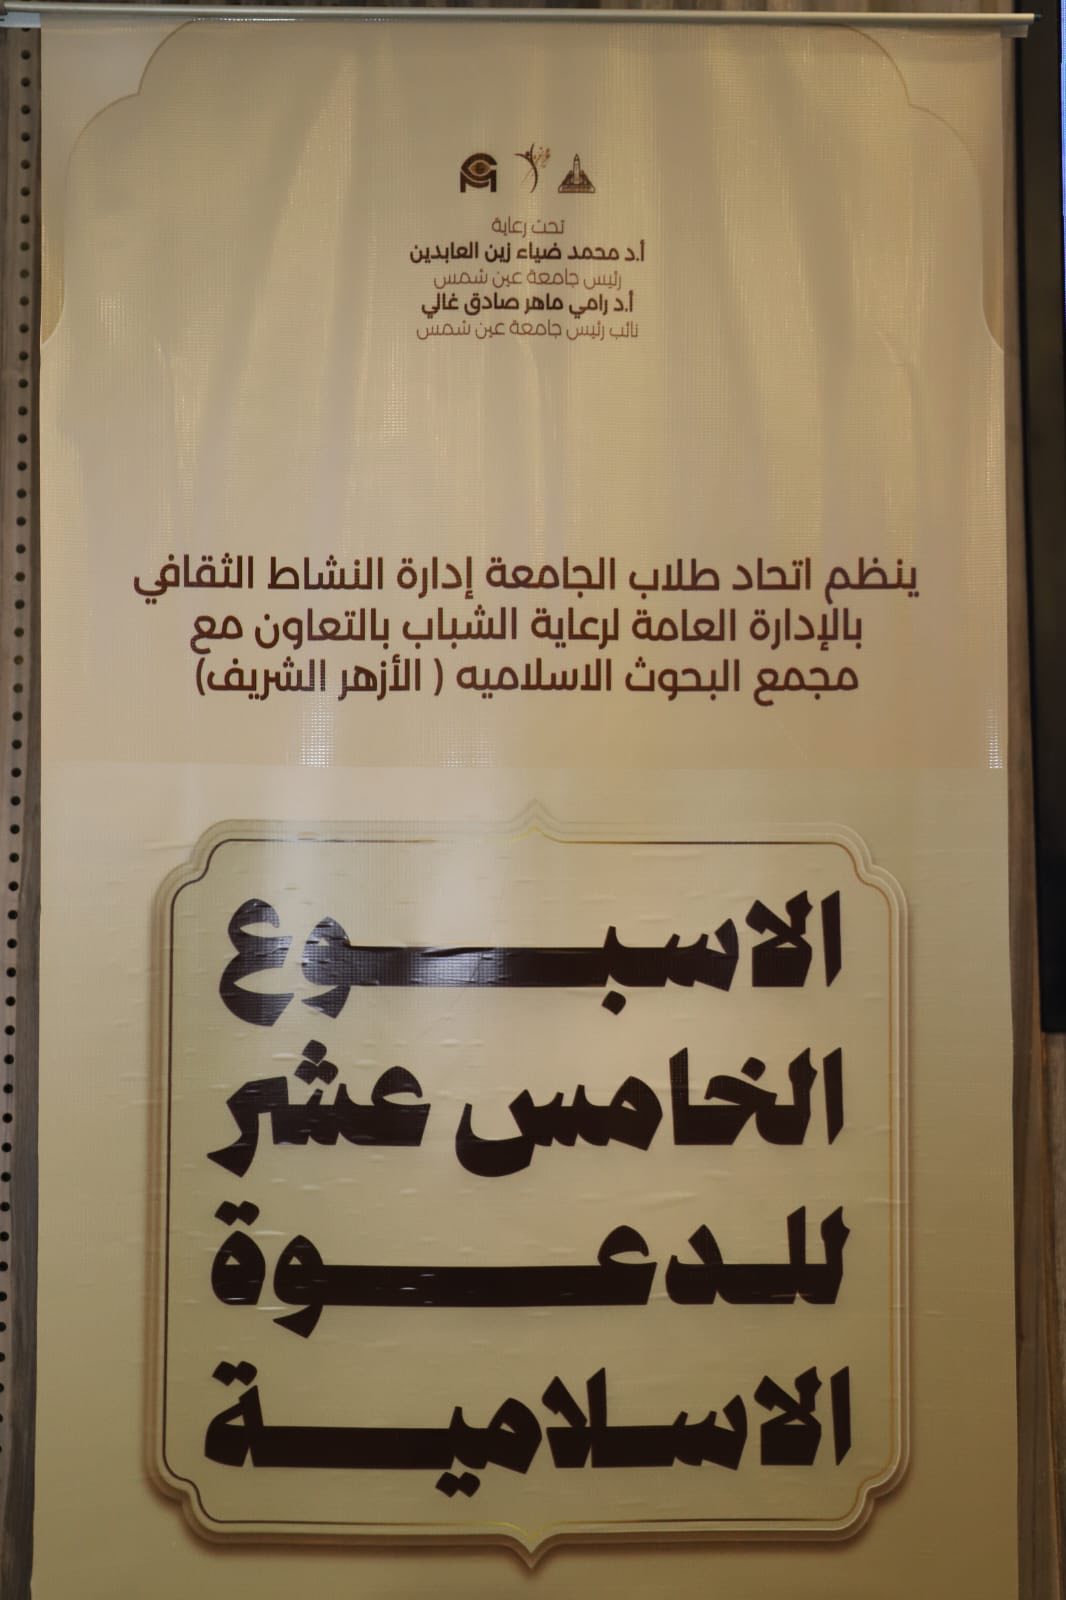 تحت رعاية
أ.د محمد ضياء زين العابدين
رئيس جامعة عين شمس
أ.د رامي ماهر صادق غالي
نائب رئيس جامعة عين شمس
ينظم اتحاد طلاب الجامعة إدارة النشاط الثقافي
بالإدارة العامة لرعاية الشباب بالتعاون مع
مجمع البحوث الاسلاميه ( الأزهر الشريف)
الاسبوع
الخامس عشر
للدعوة
الاسلامية